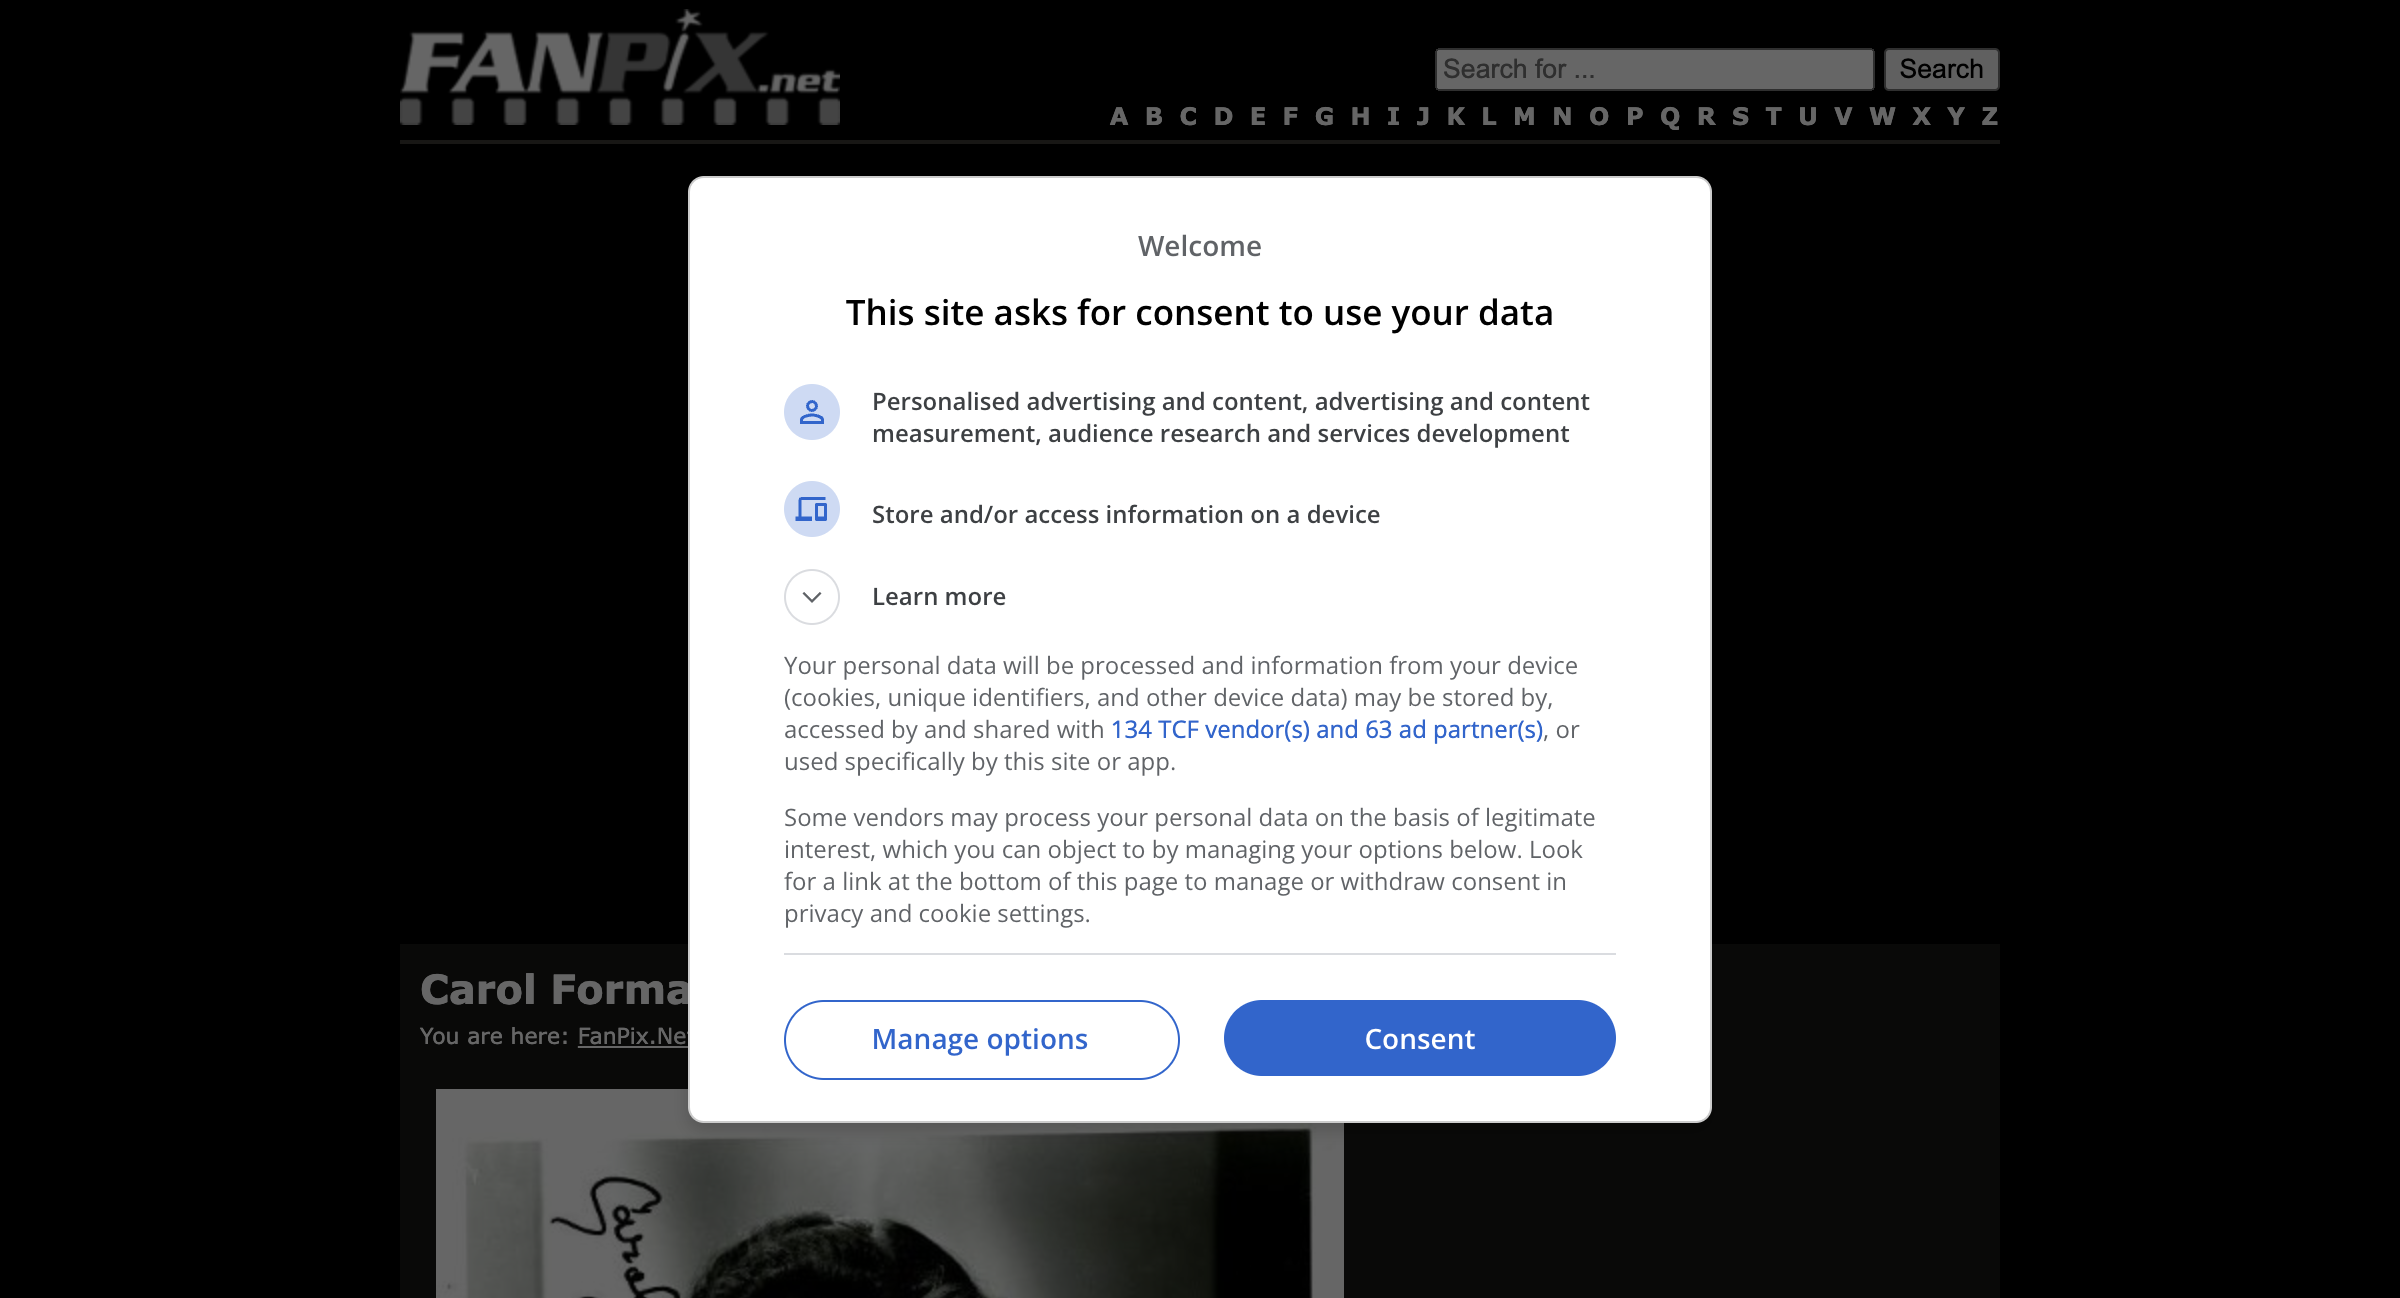 FANPiX.net
Search for ...
Search
A B C D E F G H I J K L M N O P Q R S T U V W X Y Z
Welcome
This site asks for consent to use your data
Personalised advertising and content, advertising and content
measurement, audience research and services development
Store and/or access information on a device
Learn more
Your personal data will be processed and information from your device
(cookies, unique identifiers, and other device data) may be stored by,
accessed by and shared with 134 TCF vendor(s) and 63 ad partner(s), or
used specifically by this site or app.
Some vendors may process your personal data on the basis of legitimate
interest, which you can object to by managing your options below. Look
for a link at the bottom of this page to manage or withdraw consent in
privacy and cookie settings.
Manage options
Consent
Carol Forma
You are here: FanPix.Net